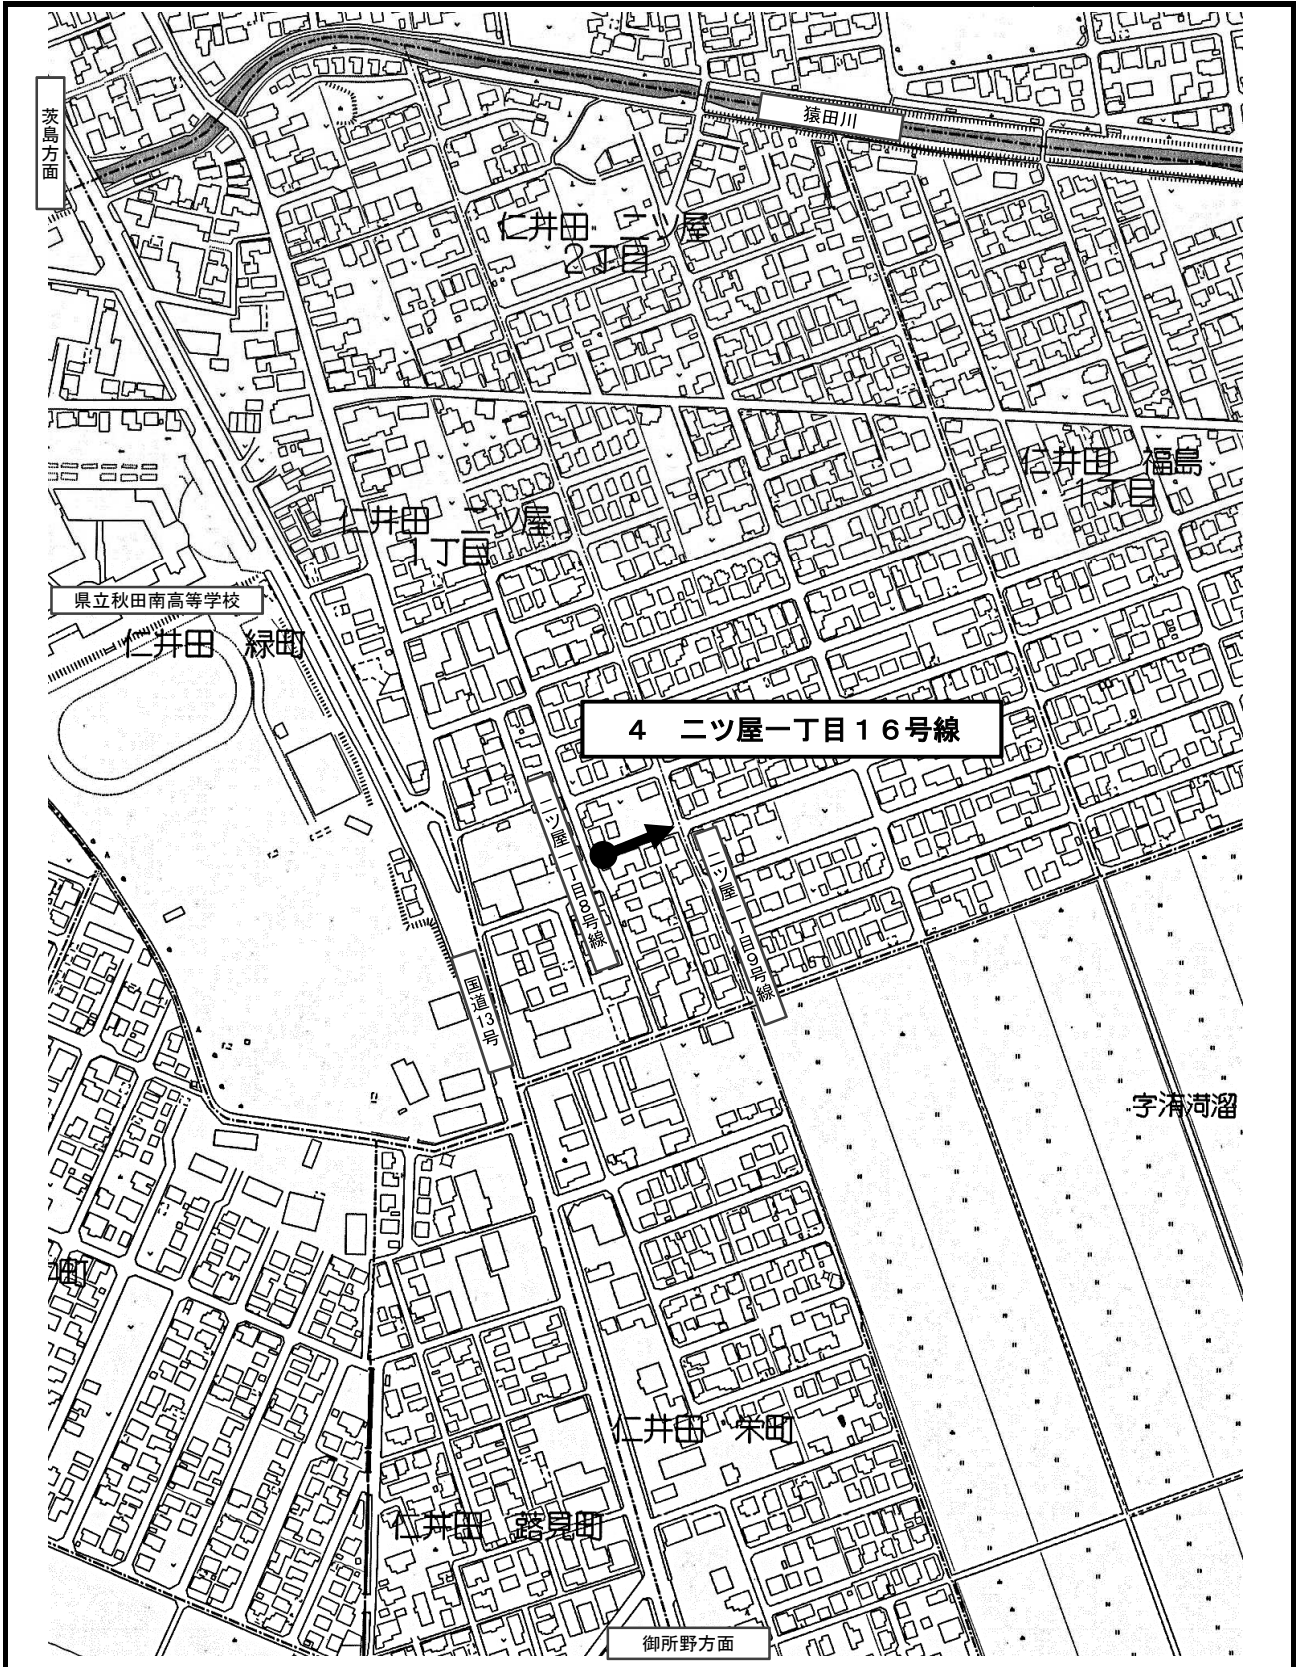 茨島方面
猿田川
仁井田 二ツ屋
2丁目
仁井田 福島
1丁目
仁井田 二ツ屋
1丁目
県立秋田南高等学校
仁井田 緑町
4 二ツ屋一丁目16号線
二ツ屋一丁目8号線
二ツ屋一丁目9号線
国道13号
仁井田 栄町
仁井田 蕗見町
御所野方面